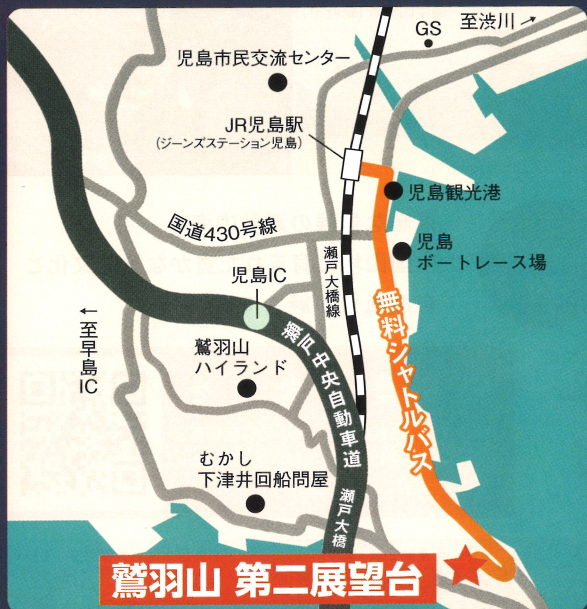 GS
至渋川
児島市民交流センター
JR児島駅
(ジーンズステーション児島)
児島観光港
国道430号線
児島
ボートレース場
瀬戸大橋線
児島IC
←至早島IC
無料シャトルバス
瀬戸中央自動車道
鷲羽山
ハイランド
むかし
下津井回船問屋
瀬戸大橋
鷲羽山 第二展望台